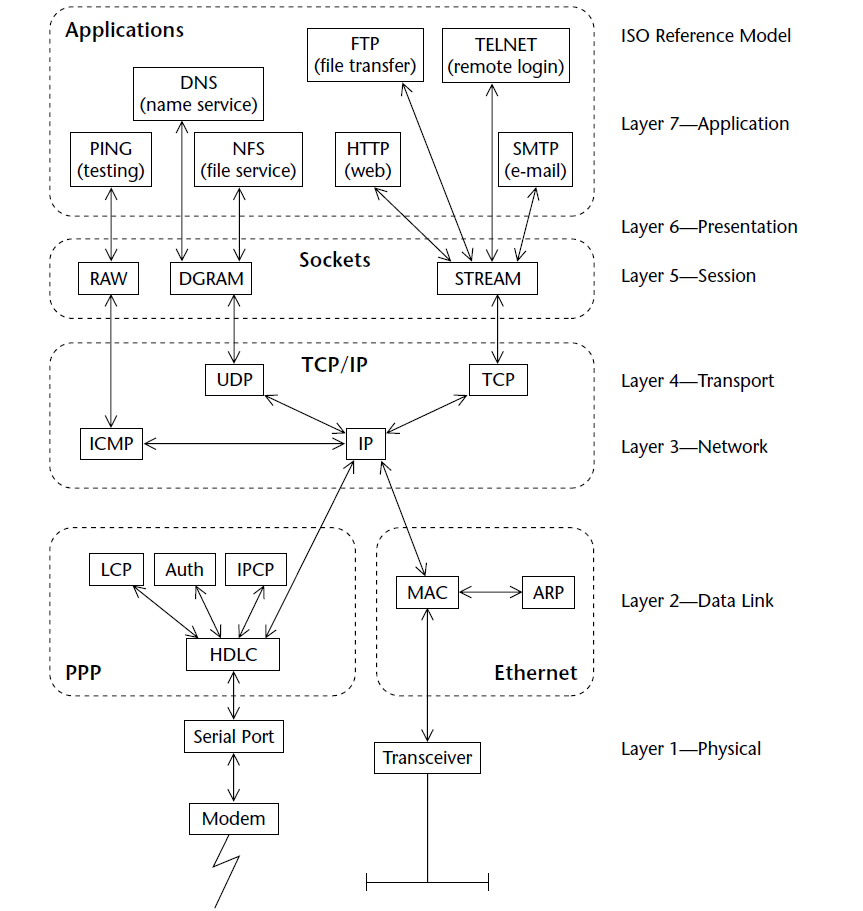 Applications
FTP
(file transfer)
TELNET
(remote login)
ISO Reference Model
DNS
(name service)
Layer 7—Application
PING
(testing)
NFS
(file service)
HTTP
(web)
SMTP
(e-mail)
Layer 6—Presentation
Sockets
RAW
DGRAM
STREAM
Layer 5—Session
TCP/IP
UDP
TCP
Layer 4—Transport
ICMP
IP
Layer 3—Network
LCP
Auth
IPCP
MAC
ARP
Layer 2—Data Link
HDLC
PPP
Ethernet
Serial Port
Transceiver
Layer 1—Physical
Modem